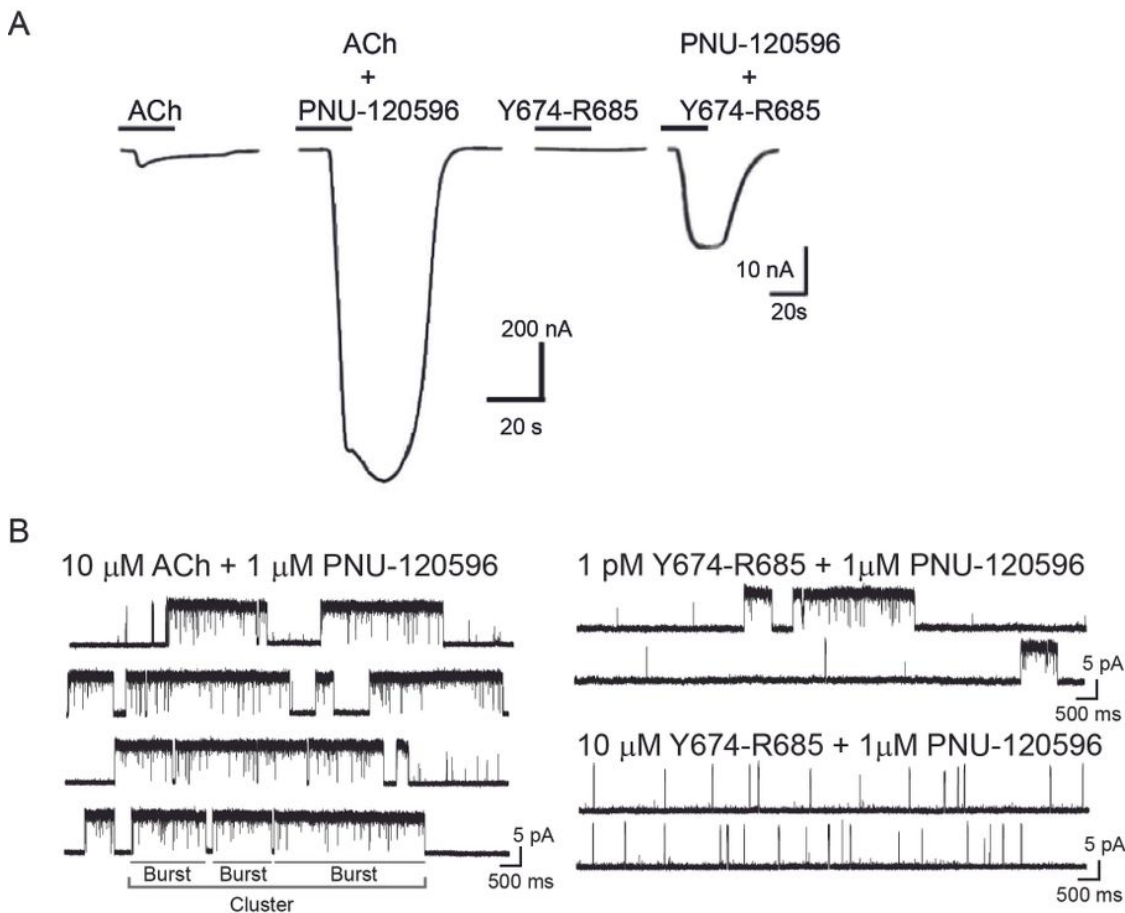 A
ACh
ACh
+
PNU-120596
Y674-R685
PNU-120596
+
Y674-R685
10 nA
20s
200 nA
20 s
B
10 μM ACh + 1 μM PNU-120596
5 pA
500 ms
Burst Burst Burst
Cluster
1 pM Y674-R685 + 1μM PNU-120596
5 pA
500 ms
10 μM Y674-R685 + 1μM PNU-120596
5 pA
500 ms